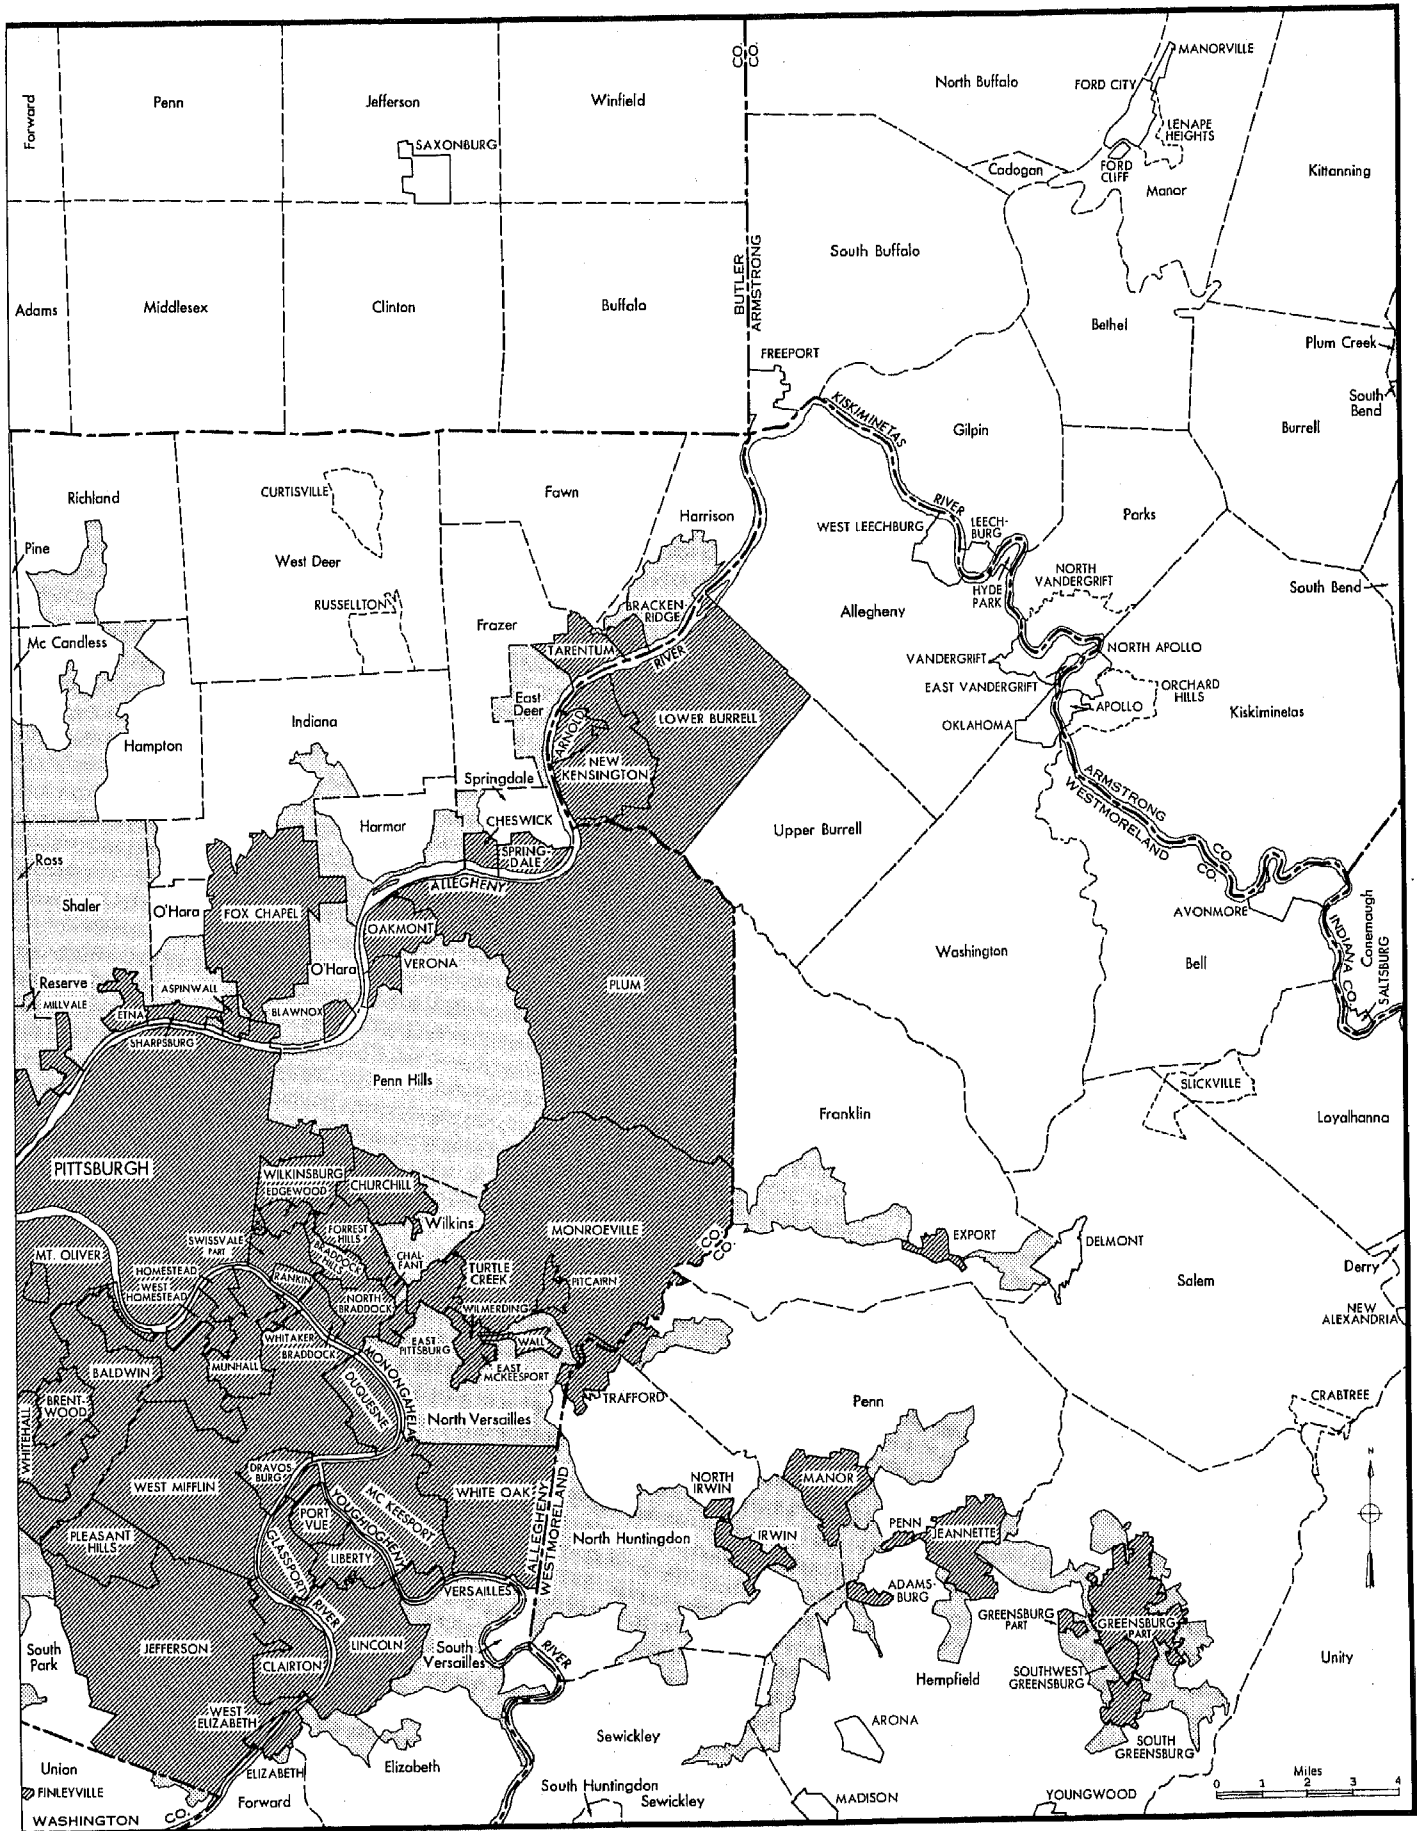 CO.
CO.
MANORVILLE
North Buffalo
FORD CITY
Forward
Penn
Jefferson
Winfield
LENAPE
HEIGHTS
SAXONBURG
Cadogan
FORD
CLIFF
Manor
Kittanning
South Buffalo
BUTLER
ARMSTRONG
Adams
Middlesex
Clinton
Buffalo
Bethel
Plum Creek
FREEPORT
South
Bend
KISKIMINETAS
RIVER
Gilpin
Burrell
Richland
CURTISVILLE
Fawn
Harrison
WEST LEECHBURG
LEECH-
BURG
Parks
Pine
West Deer
NORTH
VANDERGRIFT
South Bend
HYDE
PARK
RUSSELLTON
BRACKEN-
RIDGE
Allegheny
Frazer
Mc Candless
TARENTUM
RIVER
VANDERGRIFT
NORTH APOLLO
EAST VANDERGRIFT
ORCHARD
HILLS
East
Deer
APOLLO
ARNOLD
LOWER BURRELL
OKLAHOMA
Kiskiminetas
Indiana
Hampton
NEW
KENSINGTON
Springdale
ARMSTRONG
WESTMORELAND
CO.
CO.
CHESWICK
Harmar
Upper Burrell
SPRING-
DALE
Ross
ALLEGHENY
Shaler
O'Hara
FOX CHAPEL
OAKMONT
AVONMORE
Conemaugh
INDIANA CO.
SALTSBURG
VERONA
O'Hara
Washington
Bell
Reserve
ASPINWALL
PLUM
MILLVALE
ETNA
BLAWNOX
SHARPSBURG
Penn Hills
SLICKVILLE
Franklin
Loyalhanna
PITTSBURGH
WILKINSBURG
EDGEWOOD
CHURCHILL
Wilkins
FORREST
HILLS
MONROEVILLE
EXPORT
DELMONT
SWISSVALE
PART
MT. OLIVER
BRADDOCK
HILLS
CHAL-
FANT
CO.
CO.
HOMESTEAD
TURTLE
CREEK
PITCAIRN
Derry
Salem
WEST
HOMESTEAD
RANKIN
NORTH
BRADDOCK
WILMERDING
NEW
ALEXANDRIA
WHITAKER
BRADDOCK
EAST
PITTSBURG
WALL
MUNHALL
MONONGAHELA
EAST
MCKEESPORT
BALDWIN
DUQUESNE
TRAFFORD
CRABTREE
BRENT-
WOOD
Penn
North Versailles
WHITEHALL
DRAVOS-
BURG
N
WEST MIFFLIN
MC KEESPORT
WHITE OAK
ALLEGHENY
WESTMORELAND
NORTH
IRWIN
MANOR
PORT
VUE
YOUGHIOGHENY
PENN
JEANNETTE
PLEASANT
HILLS
North Huntingdon
IRWIN
GLASSPORT
LIBERTY
VERSAILLES
ADAMS-
BURG
RIVER
GREENSBURG
PART
GREENSBURG
PART
South
Park
JEFFERSON
LINCOLN
South
Versailles
RIVER
CLAIRTON
Hempfield
SOUTHWEST
GREENSBURG
Unity
WEST
ELIZABETH
ARONA
Sewickley
SOUTH
GREENSBURG
Union
ELIZABETH
Elizabeth
Miles
0 1 2 3 4
FINLEYVILLE
Forward
South Huntingdon
Sewickley
MADISON
YOUNGWOOD
WASHINGTON CO.